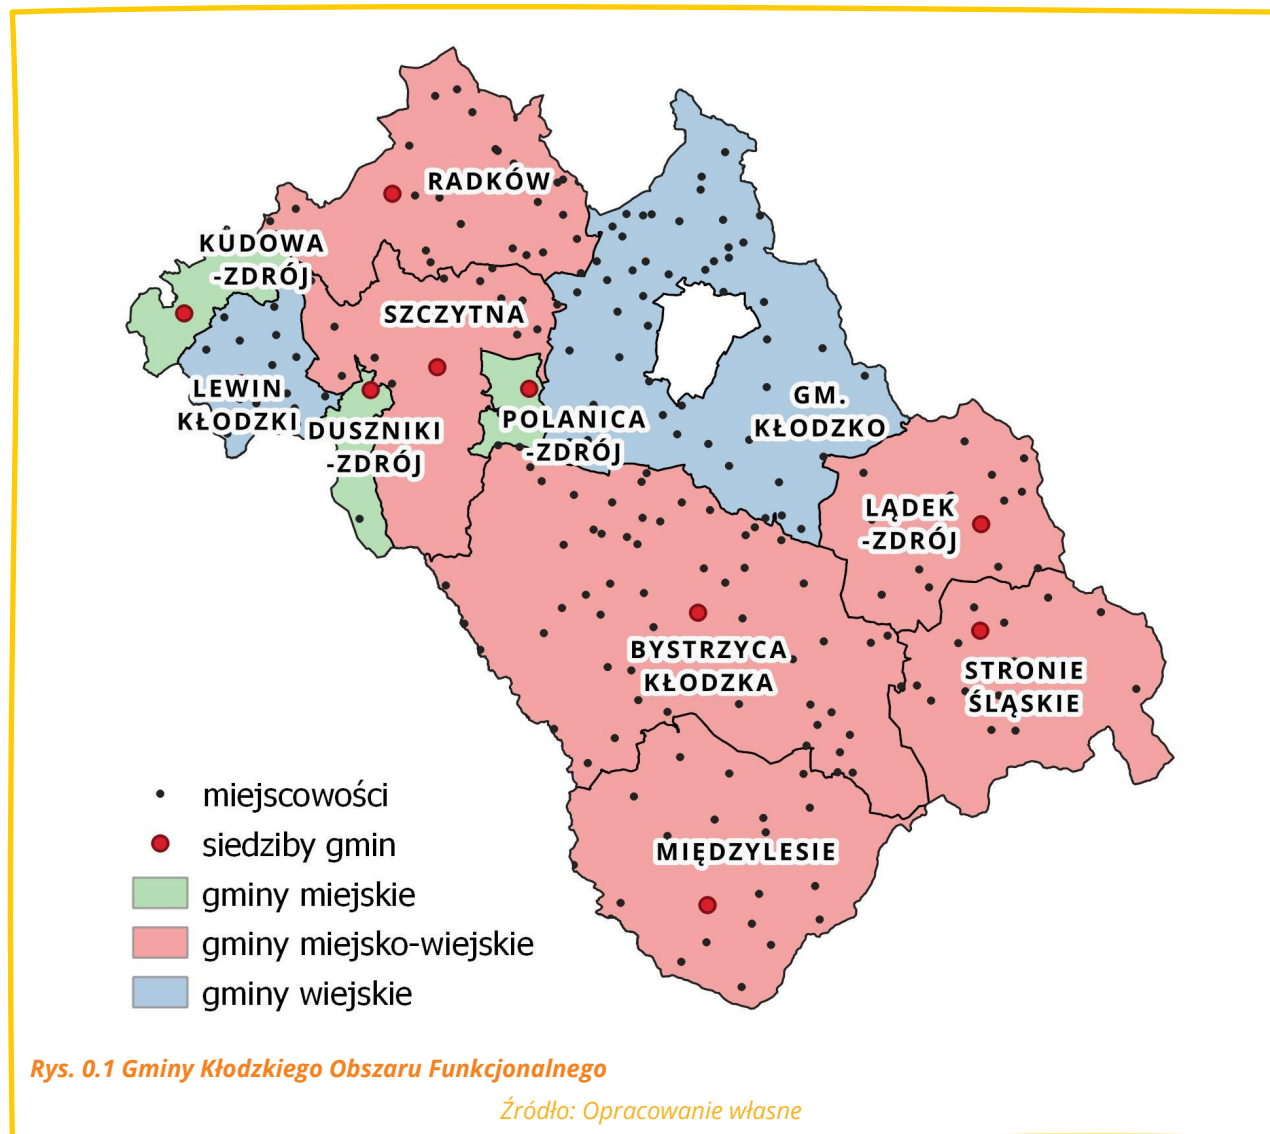 RADKÓW
KUDOWA
-ZDRÓJ
SZCZYTNA
LEWIN
KŁODZKI
DUSZNIKI
-ZDRÓJ
POLANICA
-ZDRÓJ
GM.
KŁODZKO
LĄDEK
-ZDRÓJ
BYSTRZYCA
KŁODZKA
STRONIE
ŚLĄSKIE
MIĘDZYLESIE
miejscowości
siedziby gmin
gminy miejskie
gminy miejsko-wiejskie
gminy wiejskie
Rys. 0.1 Gminy Kłodzkiego Obszaru Funkcjonalnego
Źródło: Opracowanie własne